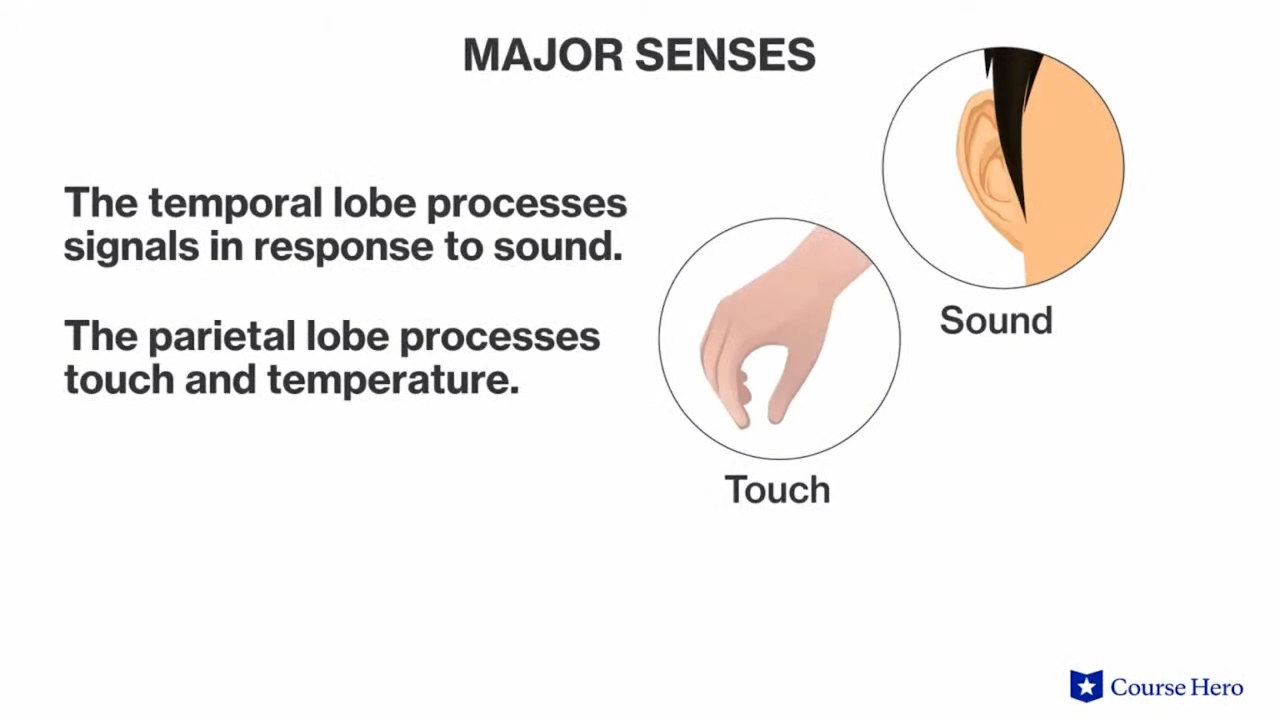 MAJOR SENSES
The temporal lobe processes
signals in response to sound.
The parietal lobe processes
touch and temperature.
Sound
Touch
Course Hero